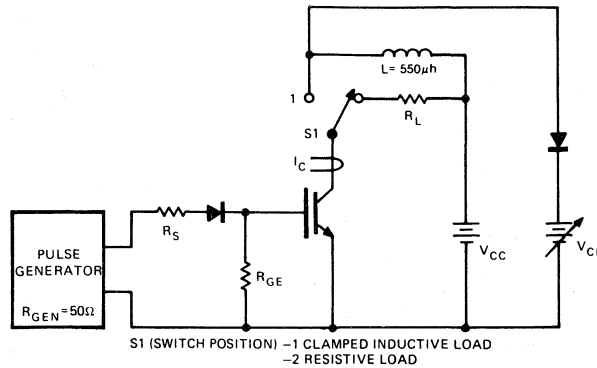 L= 550µh
1
S1
R_L
I_C
R_S
PULSE
GENERATOR
R_GEN=50Ω
R_GE
V_CC
V_Cl
S1 (SWITCH POSITION) –1 CLAMPED INDUCTIVE LOAD
–2 RESISTIVE LOAD